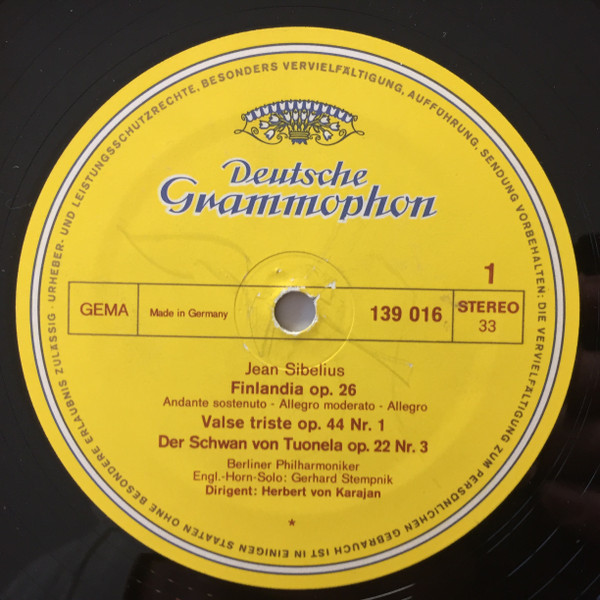 URHEBER- UND LEISTUNGSSCHUTZRECHTE, BESONDERS VERVIELFÄLTIGUNG, AUFFÜHRUNG, SENDUNG VORBEHALTEN: DIE VERVIELFÄLTIGUNG ZUM PERSÖNLICHEN GEBRAUCH IST IN EINIGEN STAATEN OHNE BESONDERE ERLAUBNIS ZULÄSSIG ·
Deutsche
Grammophon
1
GEMA Made in Germany 139 016 STEREO
33
Jean Sibelius
Finlandia op. 26
Andante sostenuto - Allegro moderato - Allegro
Valse triste op. 44 Nr. 1
Der Schwan von Tuonela op. 22 Nr. 3
Berliner Philharmoniker
Engl.-Horn-Solo: Gerhard Stempnik
Dirigent: Herbert von Karajan
*